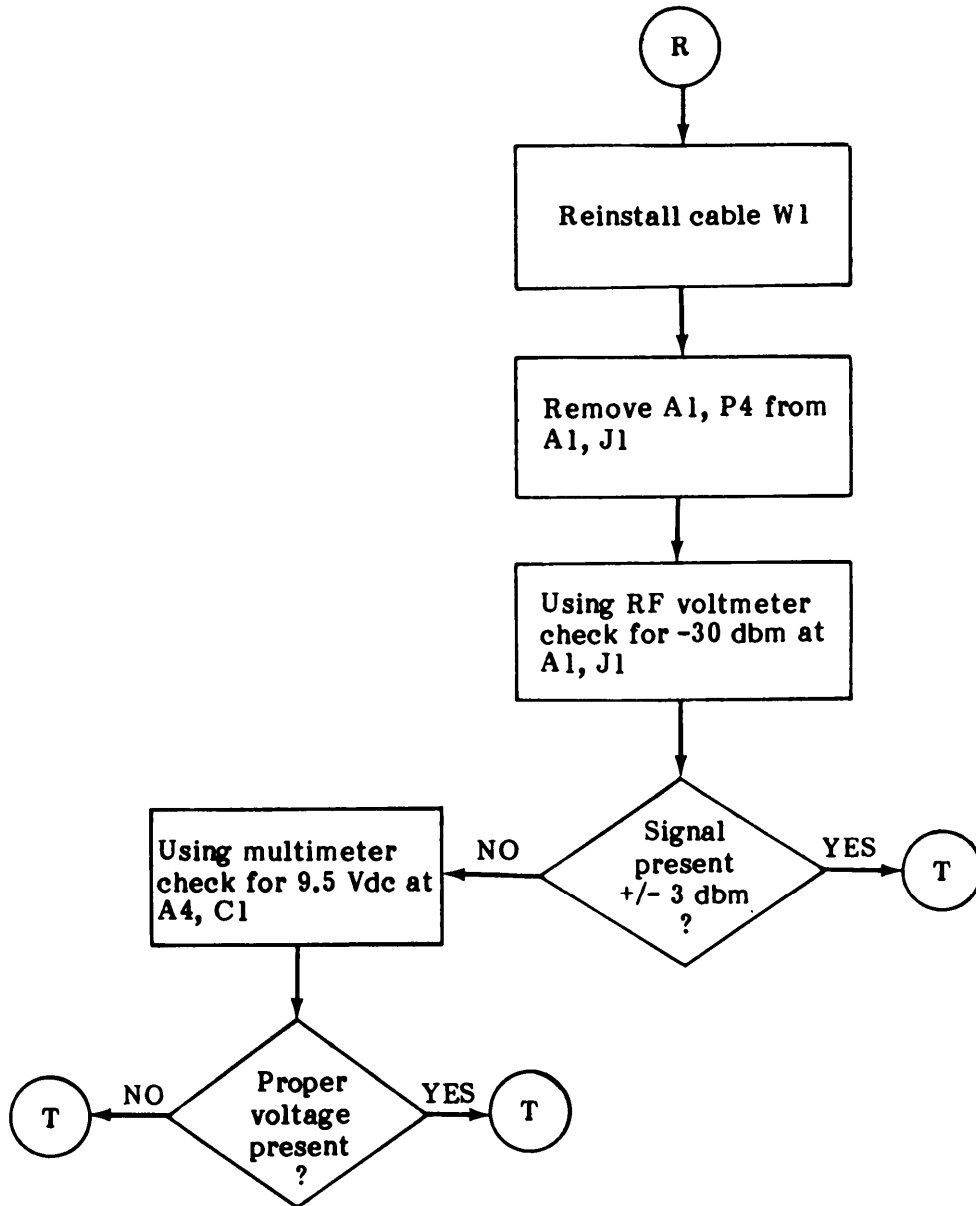 R
Reinstall cable W1
Remove A1, P4 from
A1, J1
Using RF voltmeter
check for -30 dbm at
A1, J1
Signal
present
+/- 3 dbm
?
YES
T
NO
Using multimeter
check for 9.5 Vdc at
A4, C1
Proper
voltage
present
?
NO
T
YES
T